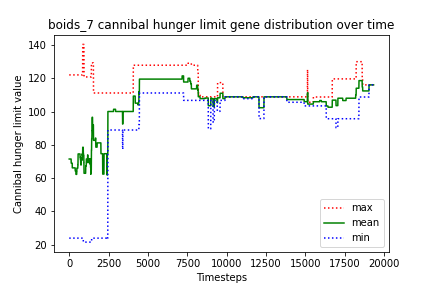 boids_7 cannibal hunger limit gene distribution over time
Cannibal hunger limit value
140
120
100
80
60
40
20
max
mean
min
0 2500 5000 7500 10000 12500 15000 17500 20000
Timesteps